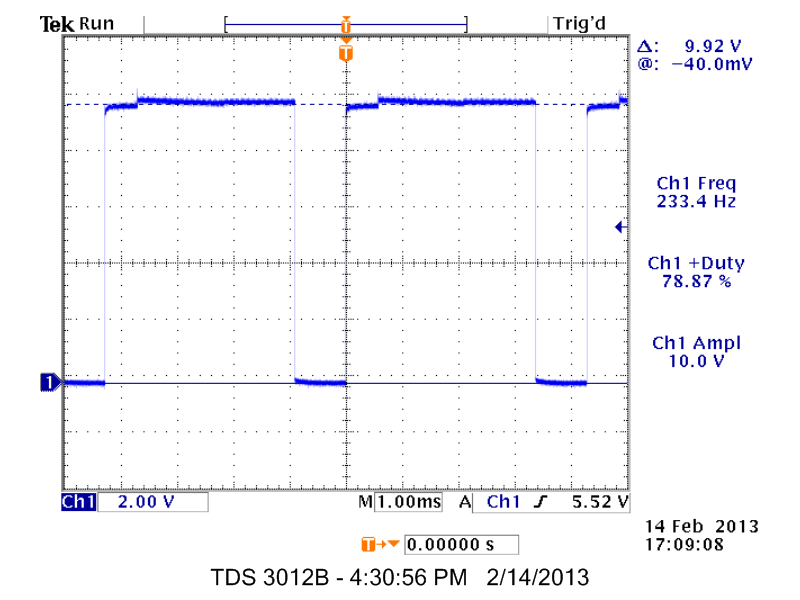 Tek Run Trig'd
T
T
Δ: 9.92 V
@: −40.0mV
Ch1 Freq
233.4 Hz
Ch1 +Duty
78.87 %
Ch1 Ampl
10.0 V
1
Ch1 2.00 V M 1.00ms A Ch1 5.52 V
14 Feb 2013
17:09:08
T 0.00000 s
TDS 3012B - 4:30:56 PM 2/14/2013